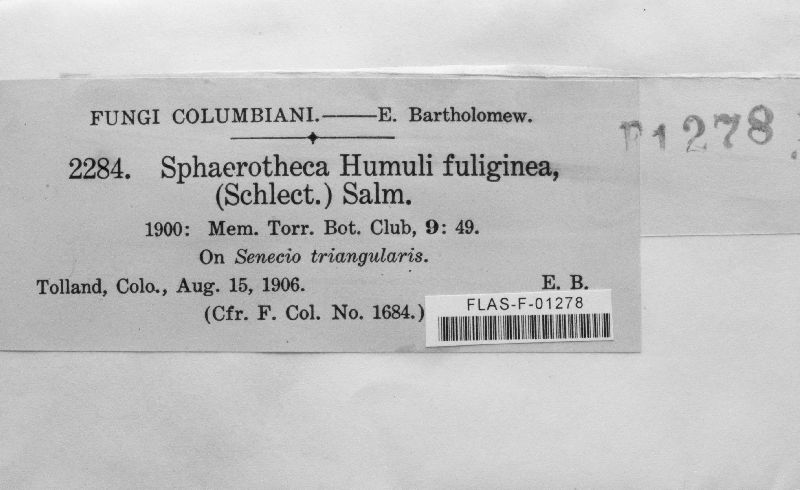 FUNGI COLUMBIANI.——E. Bartholomew.
F1278
2284. Sphaerotheca Humuli fuliginea,
(Schlect.) Salm.
1900: Mem. Torr. Bot. Club, 9: 49.
On Senecio triangularis.
Tolland, Colo., Aug. 15, 1906. E. B.
(Cfr. F. Col. No. 1684.)
FLAS-F-01278